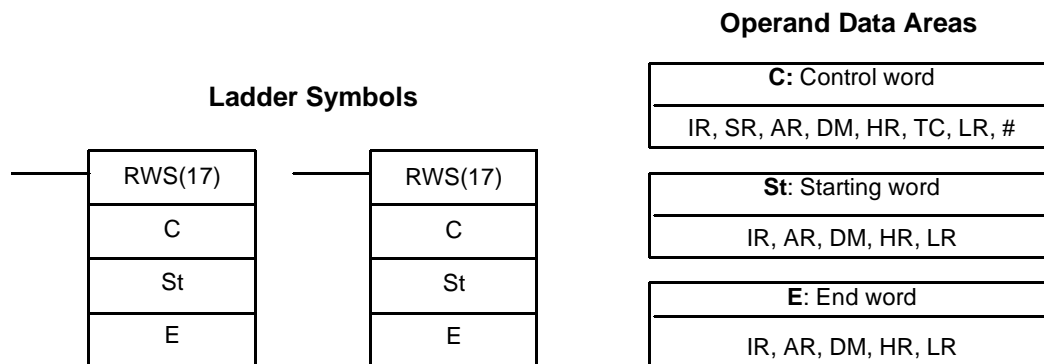 Operand Data Areas
Ladder Symbols
C: Control word
IR, SR, AR, DM, HR, TC, LR, #
RWS(17)
C
St
E
RWS(17)
C
St
E
St: Starting word
IR, AR, DM, HR, LR
E: End word
IR, AR, DM, HR, LR